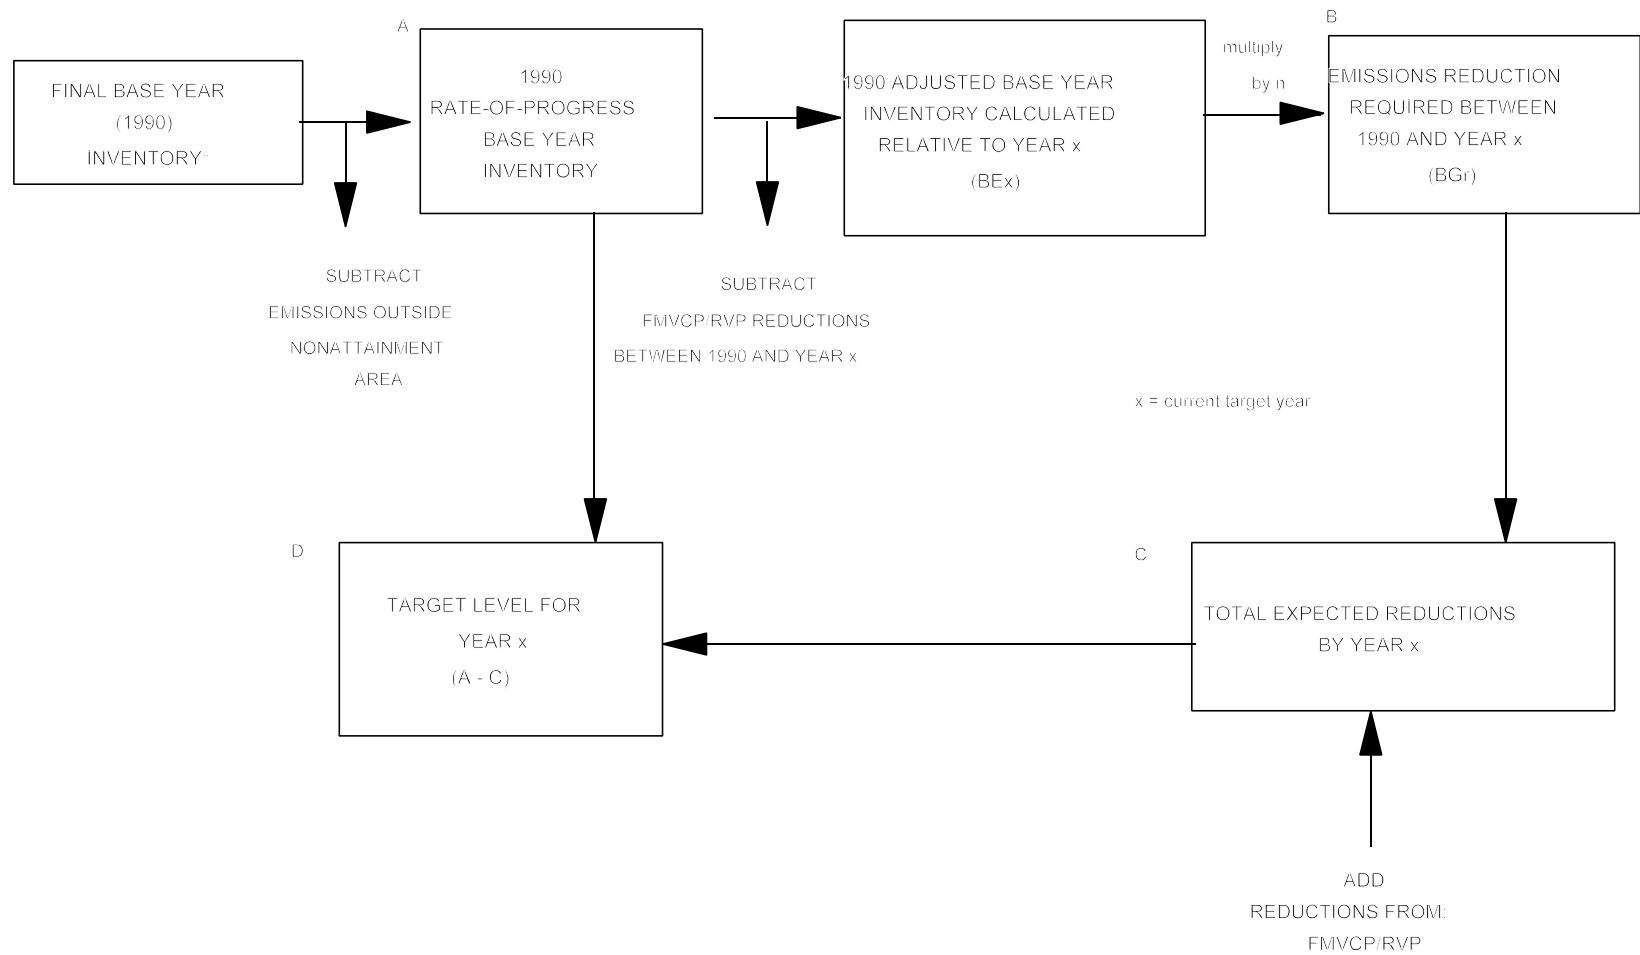 FINAL BASE YEAR
(1990)
INVENTORY
A
1990
RATE-OF-PROGRESS
BASE YEAR
INVENTORY
1990 ADJUSTED BASE YEAR
INVENTORY CALCULATED
RELATIVE TO YEAR x
(BEx)
multiply
by n
B
EMISSIONS REDUCTION
REQUIRED BETWEEN
1990 AND YEAR x
(BGr)
SUBTRACT
EMISSIONS OUTSIDE
NONATTAINMENT
AREA
SUBTRACT
FMVCP/RVP REDUCTIONS
BETWEEN 1990 AND YEAR x
x = current target year
D
TARGET LEVEL FOR
YEAR x
(A - C)
C
TOTAL EXPECTED REDUCTIONS
BY YEAR x
ADD
REDUCTIONS FROM:
FMVCP/RVP